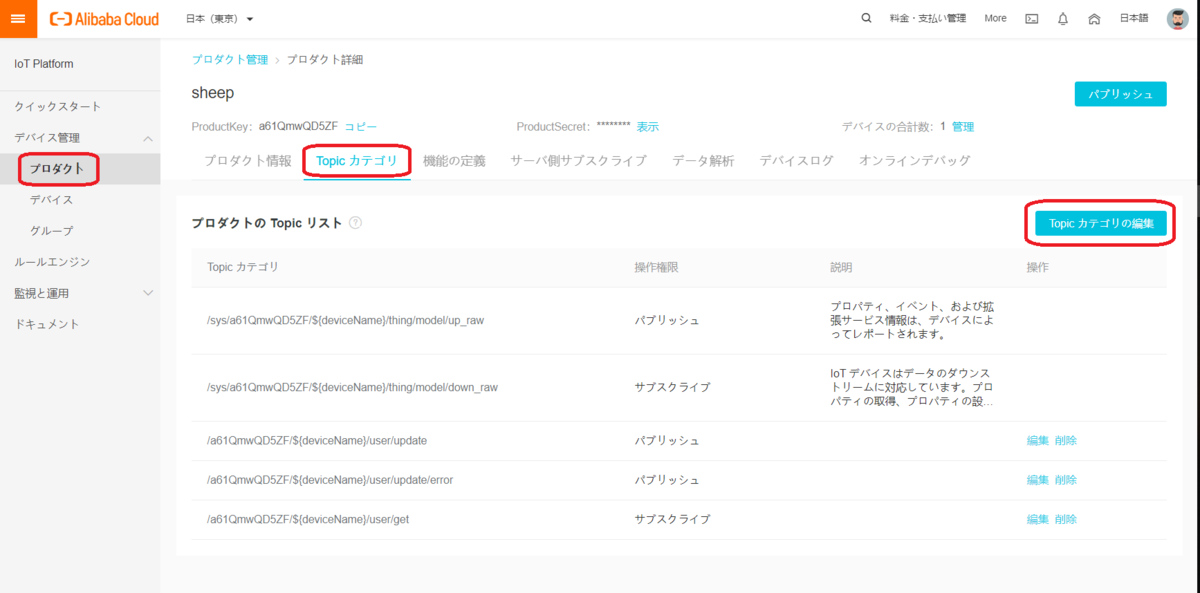 Alibaba Cloud 日本（東京） 料金・支払い管理 More 日本語
IoT Platform
クイックスタート
デバイス管理
プロダクト
デバイス
グループ
ルールエンジン
監視と運用
ドキュメント
プロダクト管理 > プロダクト詳細
sheep パブリッシュ
ProductKey: a61QmwQD5ZF コピー ProductSecret: ******** 表示 デバイスの合計数: 1 管理
プロダクト情報 Topic カテゴリ 機能の定義 サーバ側サブスクライブ データ解析 デバイスログ オンラインデバッグ
プロダクトの Topic リスト ? Topic カテゴリの編集
Topic カテゴリ 操作権限 説明 操作
/sys/a61QmwQD5ZF/${deviceName}/thing/model/up_raw パブリッシュ プロパティ、イベント、および拡
張サービス情報は、デバイスによ
ってレポートされます。
/sys/a61QmwQD5ZF/${deviceName}/thing/model/down_raw サブスクライブ IoT デバイスはデータのダウンス
トリームに対応しています。プロ
パティの取得、プロパティの設...
/a61QmwQD5ZF/${deviceName}/user/update パブリッシュ 編集 削除
/a61QmwQD5ZF/${deviceName}/user/update/error パブリッシュ 編集 削除
/a61QmwQD5ZF/${deviceName}/user/get サブスクライブ 編集 削除